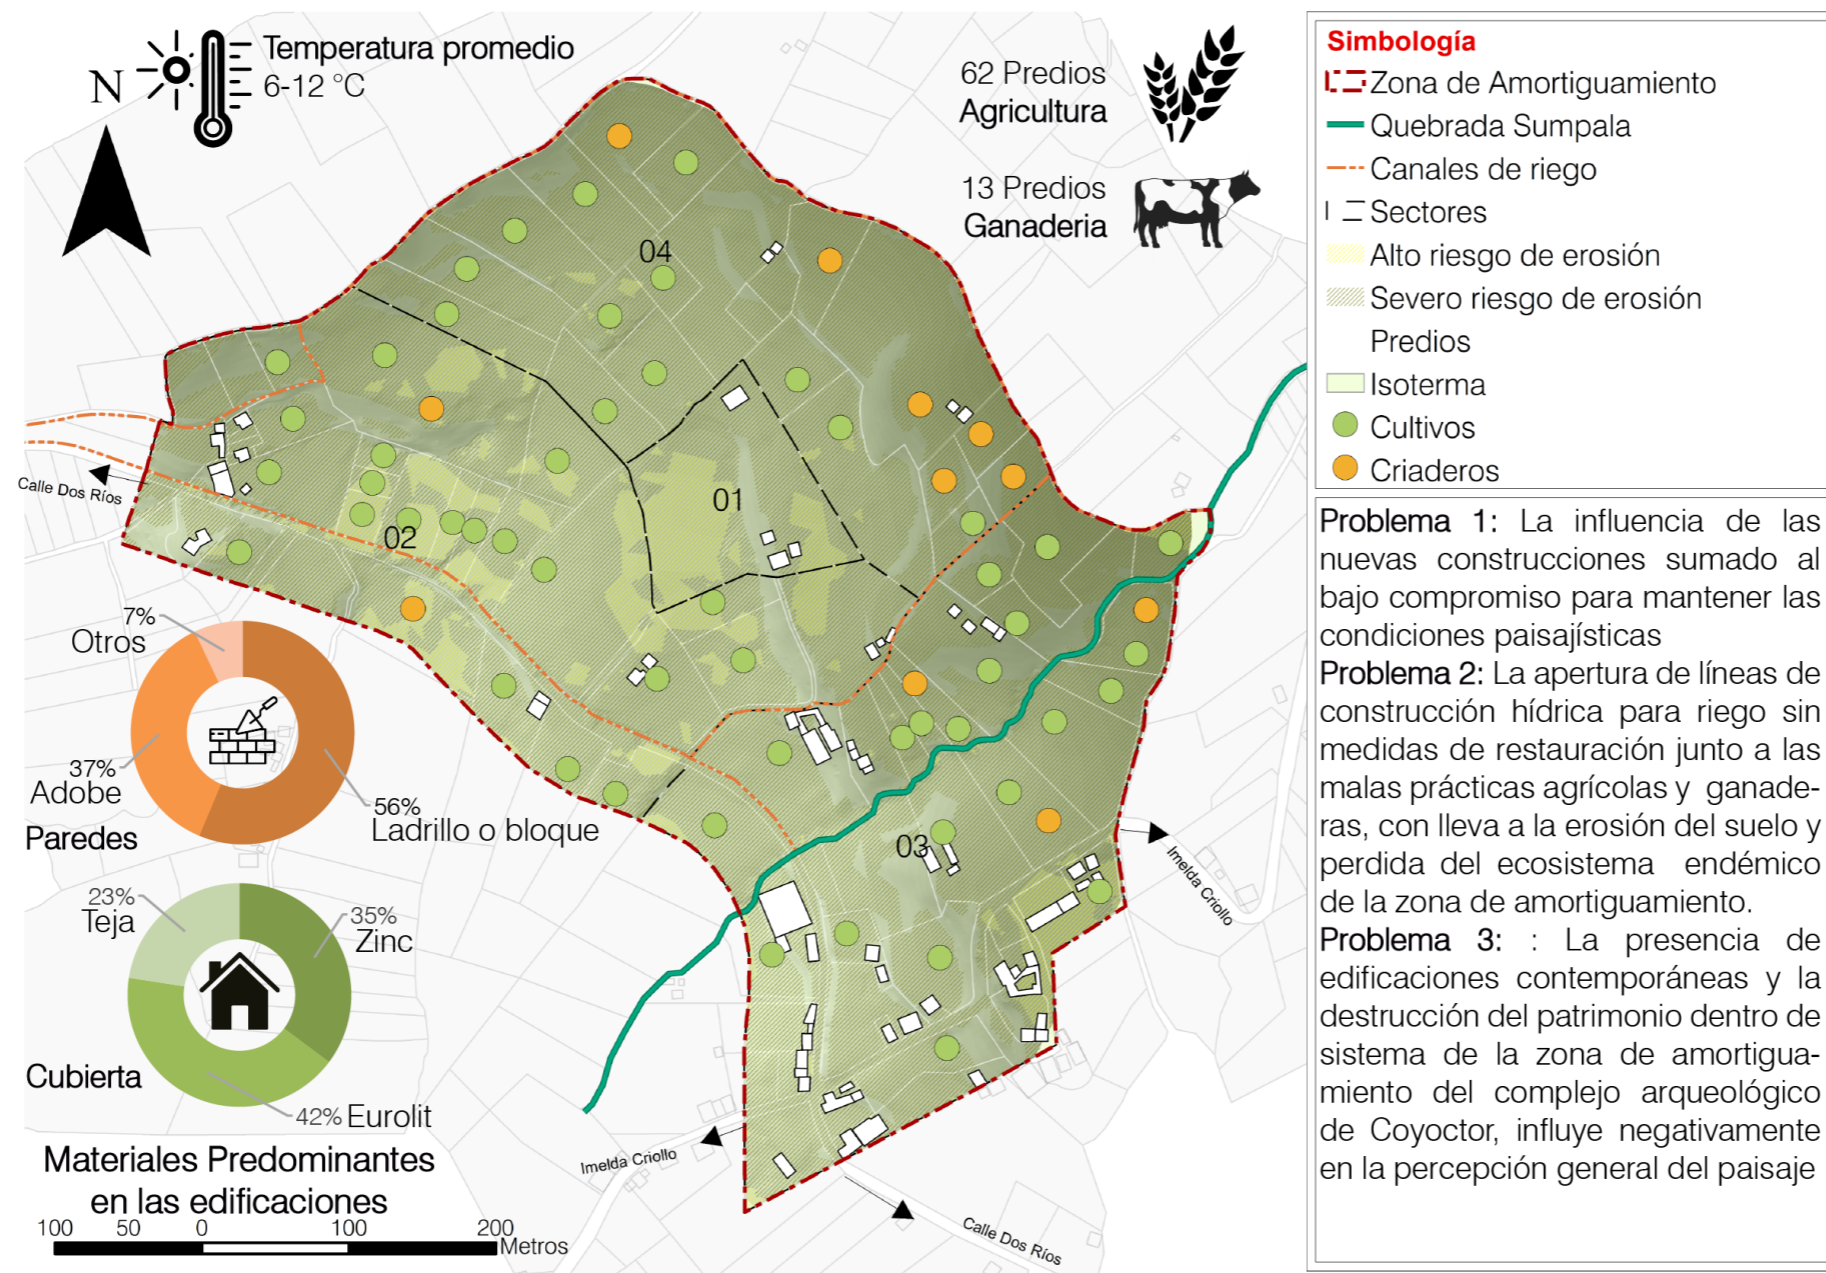 N
Temperatura promedio
6-12 °C
62 Predios
Agricultura
13 Predios
Ganaderia
04
01
02
03
Calle Dos Ríos
Imelda Criollo
Imelda Criollo
Calle Dos Ríos
7%
Otros
37%
Adobe
56%
Ladrillo o bloque
Paredes
23%
Teja
35%
Zinc
42% Eurolit
Cubierta
Materiales Predominantes
en las edificaciones
100 50 0 100 200
Metros
Simbología
Zona de Amortiguamiento
Quebrada Sumpala
Canales de riego
Sectores
Alto riesgo de erosión
Severo riesgo de erosión
Predios
Isoterma
Cultivos
Criaderos
Problema 1: La influencia de las
nuevas construcciones sumado al
bajo compromiso para mantener las
condiciones paisajísticas
Problema 2: La apertura de líneas de
construcción hídrica para riego sin
medidas de restauración junto a las
malas prácticas agrícolas y ganade-
ras, con lleva a la erosión del suelo y
perdida del ecosistema endémico
de la zona de amortiguamiento.
Problema 3: : La presencia de
edificaciones contemporáneas y la
destrucción del patrimonio dentro de
sistema de la zona de amortigua-
miento del complejo arqueológico
de Coyoctor, influye negativamente
en la percepción general del paisaje